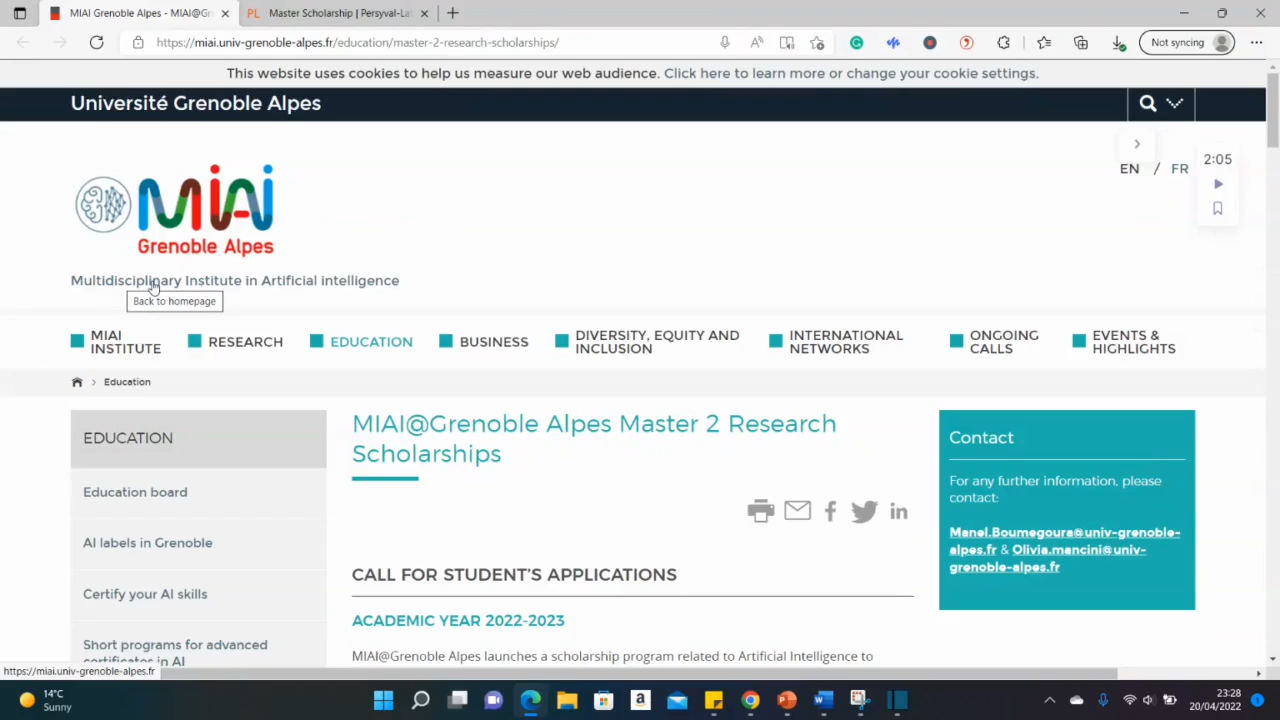 MIAI Grenoble Alpes - MIAI@Gr
PL Master Scholarship | Persyval-La
https://miai.univ-grenoble-alpes.fr/education/master-2-research-scholarships/
Not syncing
This website uses cookies to help us measure our web audience. Click here to learn more or change your cookie settings.
Université Grenoble Alpes
2:05
EN / FR
MIAI
Grenoble Alpes
Multidisciplinary Institute in Artificial intelligence
Back to homepage
MIAI INSTITUTE
RESEARCH
EDUCATION
BUSINESS
DIVERSITY, EQUITY AND INCLUSION
INTERNATIONAL NETWORKS
ONGOING CALLS
EVENTS & HIGHLIGHTS
Education
EDUCATION
Education board
AI labels in Grenoble
Certify your AI skills
Short programs for advanced
certificates in AI
MIAI@Grenoble Alpes Master 2 Research
Scholarships
CALL FOR STUDENT'S APPLICATIONS
ACADEMIC YEAR 2022-2023
MIAI@Grenoble Alpes launches a scholarship program related to Artificial Intelligence to
Contact
For any further information, please
contact:
Manel.Boumegoura@univ-grenoble-
alpes.fr & Olivia.mancini@univ-
grenoble-alpes.fr
https://miai.univ-grenoble-alpes.fr
14°C
Sunny
23:28
20/04/2022